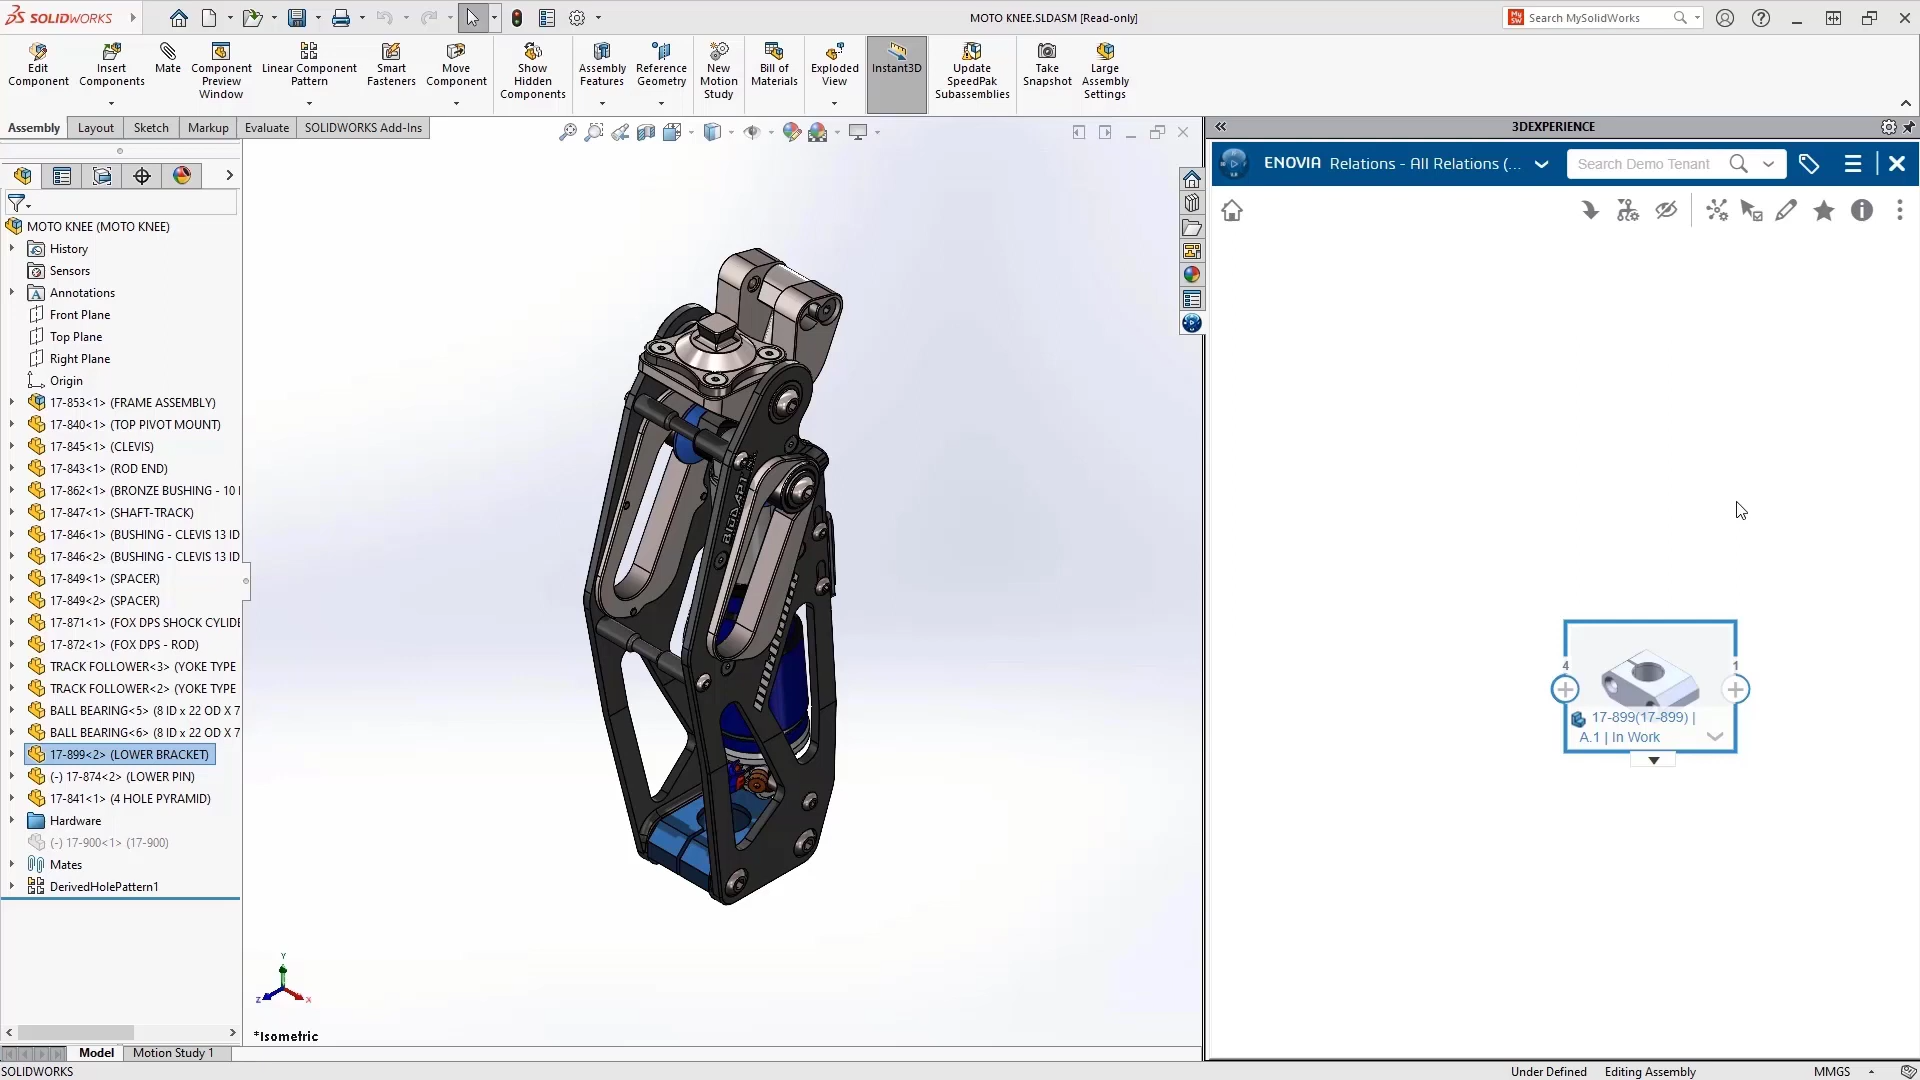 SOLIDWORKS
MOTO KNEE.SLDASM [Read-only]
Search MySolidWorks
Edit Component
Insert Components
Mate
Component Preview Window
Linear Component Pattern
Smart Fasteners
Move Component
Show Hidden Components
Assembly Features
Reference Geometry
New Motion Study
Bill of Materials
Exploded View
Instant3D
Update SpeedPak Subassemblies
Take Snapshot
Large Assembly Settings
Assembly
Layout
Sketch
Markup
Evaluate
SOLIDWORKS Add-Ins
3DEXPERIENCE
ENOVIA Relations - All Relations (...
Search Demo Tenant
MOTO KNEE (MOTO KNEE)
History
Sensors
Annotations
Front Plane
Top Plane
Right Plane
Origin
17-853<1> (FRAME ASSEMBLY)
17-840<1> (TOP PIVOT MOUNT)
17-845<1> (CLEVIS)
17-843<1> (ROD END)
17-862<1> (BRONZE BUSHING - 10 I
17-847<1> (SHAFT-TRACK)
17-846<1> (BUSHING - CLEVIS 13 ID
17-846<2> (BUSHING - CLEVIS 13 ID
17-849<1> (SPACER)
17-849<2> (SPACER)
17-871<1> (FOX DPS SHOCK CYLIDE
17-872<1> (FOX DPS - ROD)
TRACK FOLLOWER<3> (YOKE TYPE
TRACK FOLLOWER<2> (YOKE TYPE
BALL BEARING<5> (8 ID x 22 OD X 7
BALL BEARING<6> (8 ID x 22 OD X 7
17-899<2> (LOWER BRACKET)
(-) 17-874<2> (LOWER PIN)
17-841<1> (4 HOLE PYRAMID)
Hardware
(-) 17-900<1> (17-900)
Mates
DerivedHolePattern1
4
1
17-899(17-899) |
A.1 | In Work
Y
Z
X
*Isometric
Model
Motion Study 1
SOLIDWORKS
Under Defined
Editing Assembly
MMGS